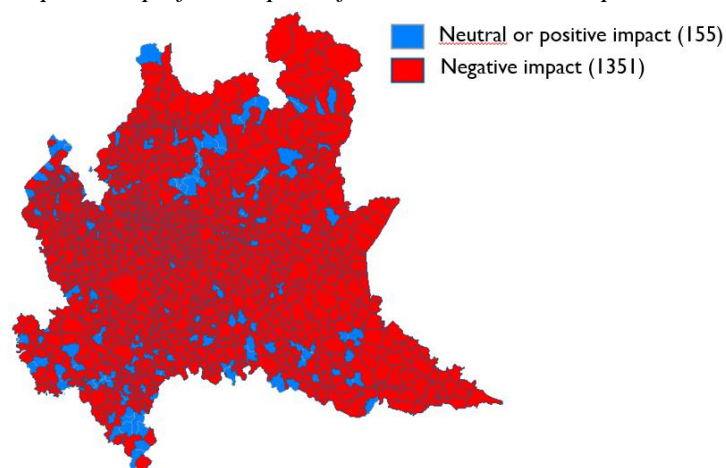 Neutral or positive impact (155)
Negative impact (1351)